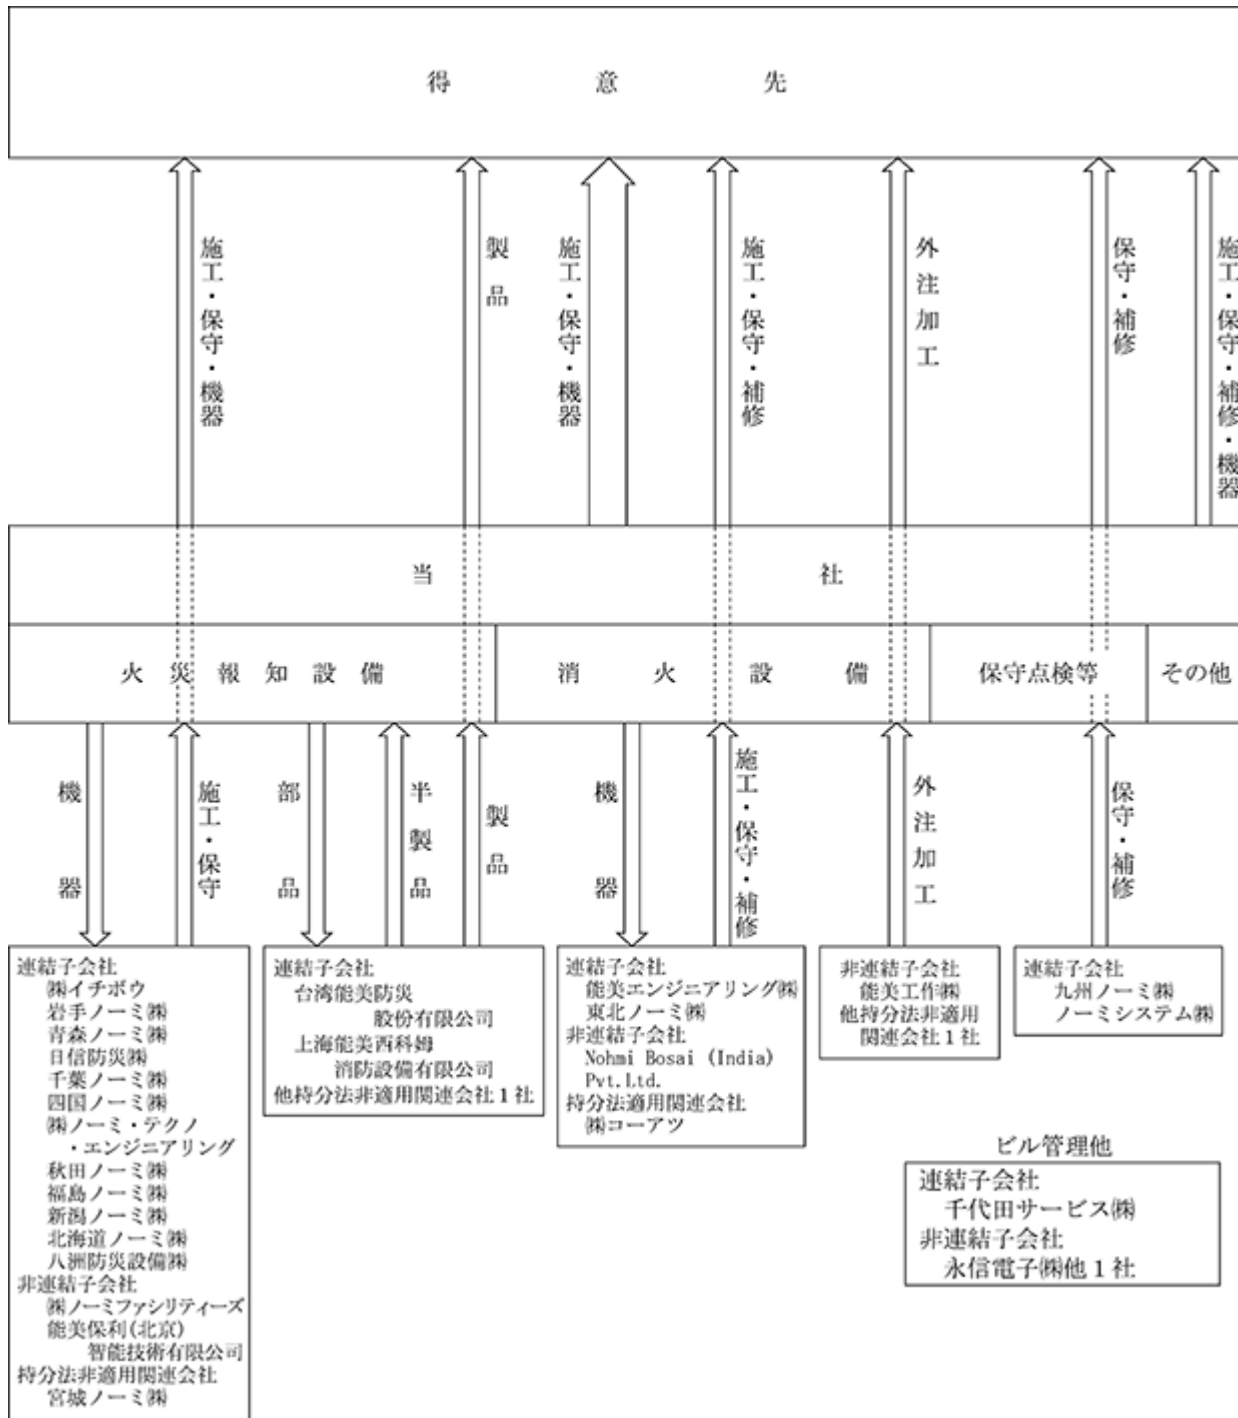 得意先
施工・保守・機器
製品
施工・保守・機器
施工・保守・補修
外注加工
保守・補修
施工・保守・補修・機器
当社
火災報知設備
消火設備
保守点検等
その他
機器
施工・保守
部品
半製品
製品
機器
施工・保守・補修
外注加工
保守・補修
連結子会社
㈱イチボウ
岩手ノーミ㈱
青森ノーミ㈱
日信防災㈱
千葉ノーミ㈱
四国ノーミ㈱
㈱ノーミ・テクノ
・エンジニアリング
秋田ノーミ㈱
福島ノーミ㈱
新潟ノーミ㈱
北海道ノーミ㈱
八洲防災設備㈱
非連結子会社
㈱ノーミファシリティーズ
能美保利(北京)
智能技術有限公司
持分法非適用関連会社
宮城ノーミ㈱
連結子会社
台湾能美防災
股份有限公司
上海能美西科姆
消防設備有限公司
他持分法非適用関連会社1社
連結子会社
能美エンジニアリング㈱
東北ノーミ㈱
非連結子会社
Nohmi Bosai (India)
Pvt.Ltd.
持分法適用関連会社
㈱コーアツ
非連結子会社
能美工作㈱
他持分法非適用
関連会社1社
連結子会社
九州ノーミ㈱
ノーミシステム㈱
ビル管理他
連結子会社
千代田サービス㈱
非連結子会社
永信電子㈱他1社